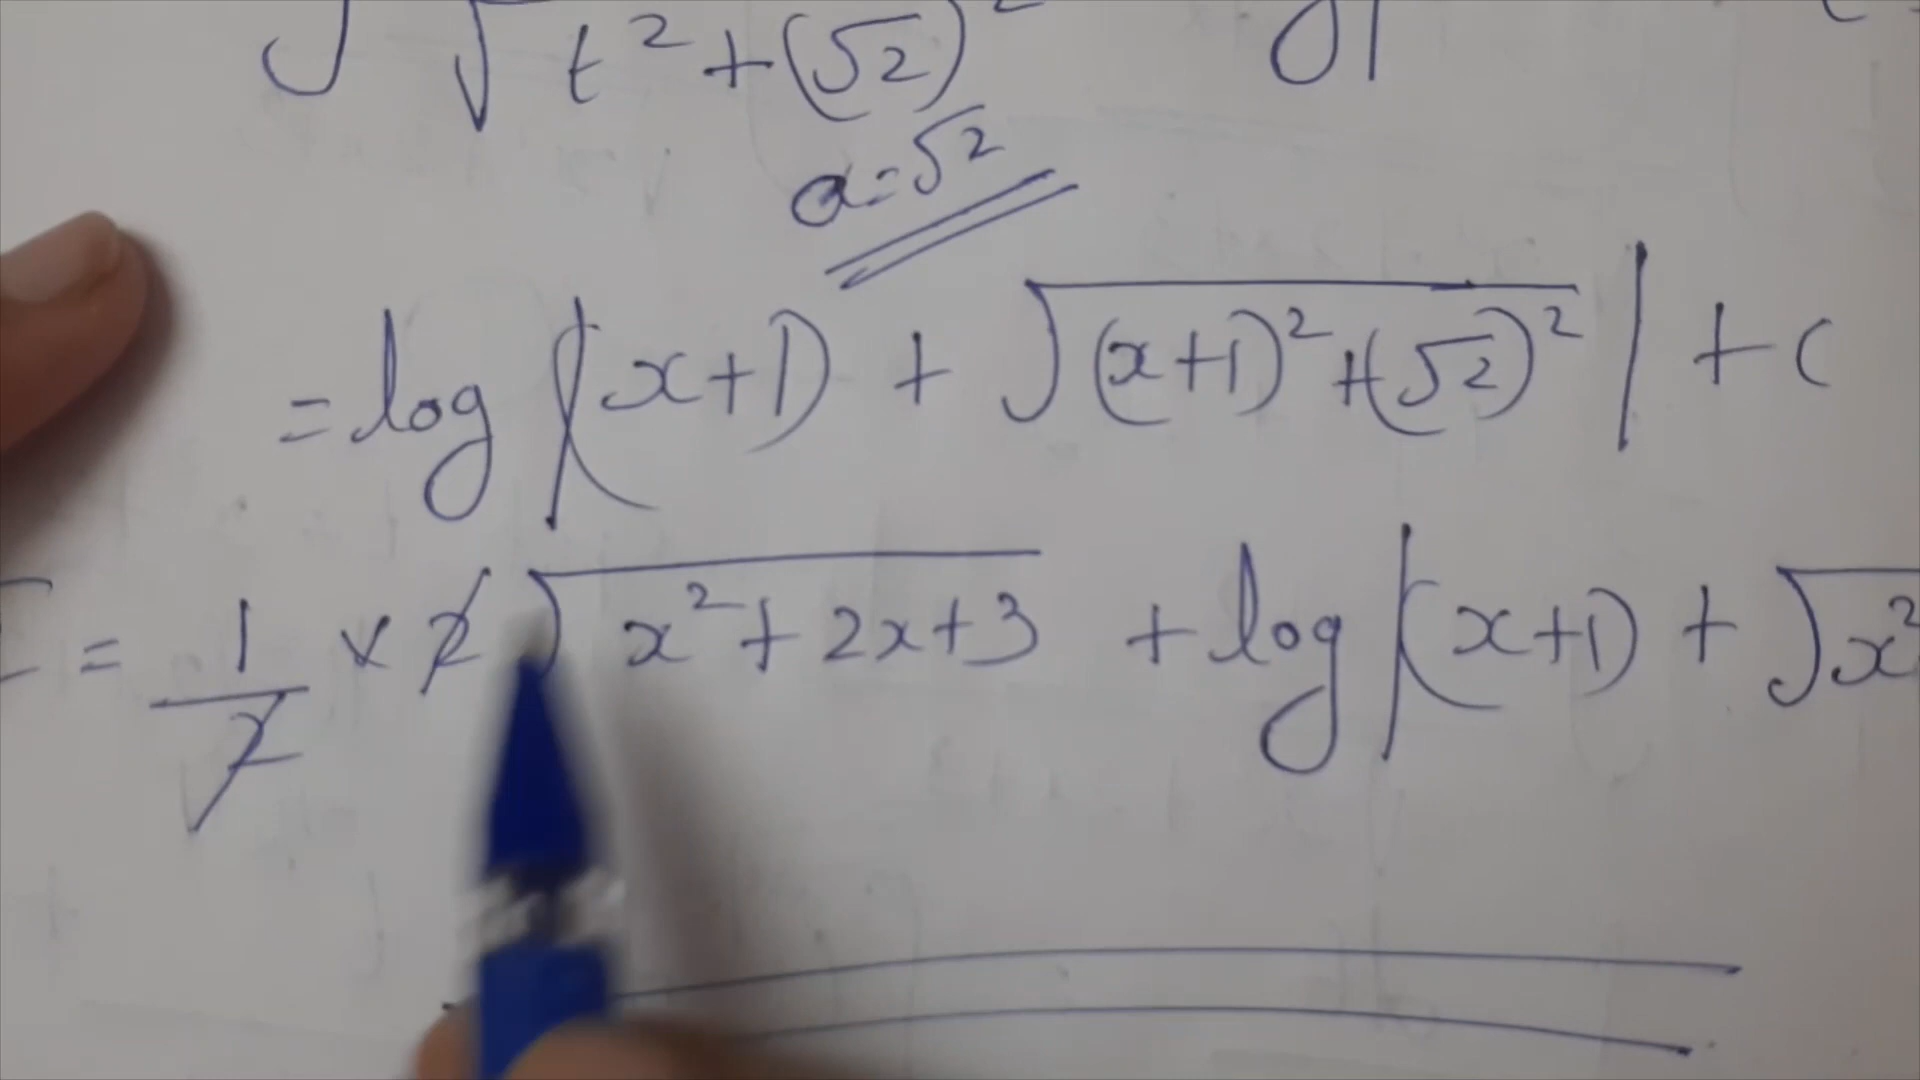 ∫ √t² + (√2)²
a = √2
= log |(x+1) + √(x+1)² + (√2)² | + c
I = 1/2 × 2 √x² + 2x + 3 + log |(x+1) + √x²